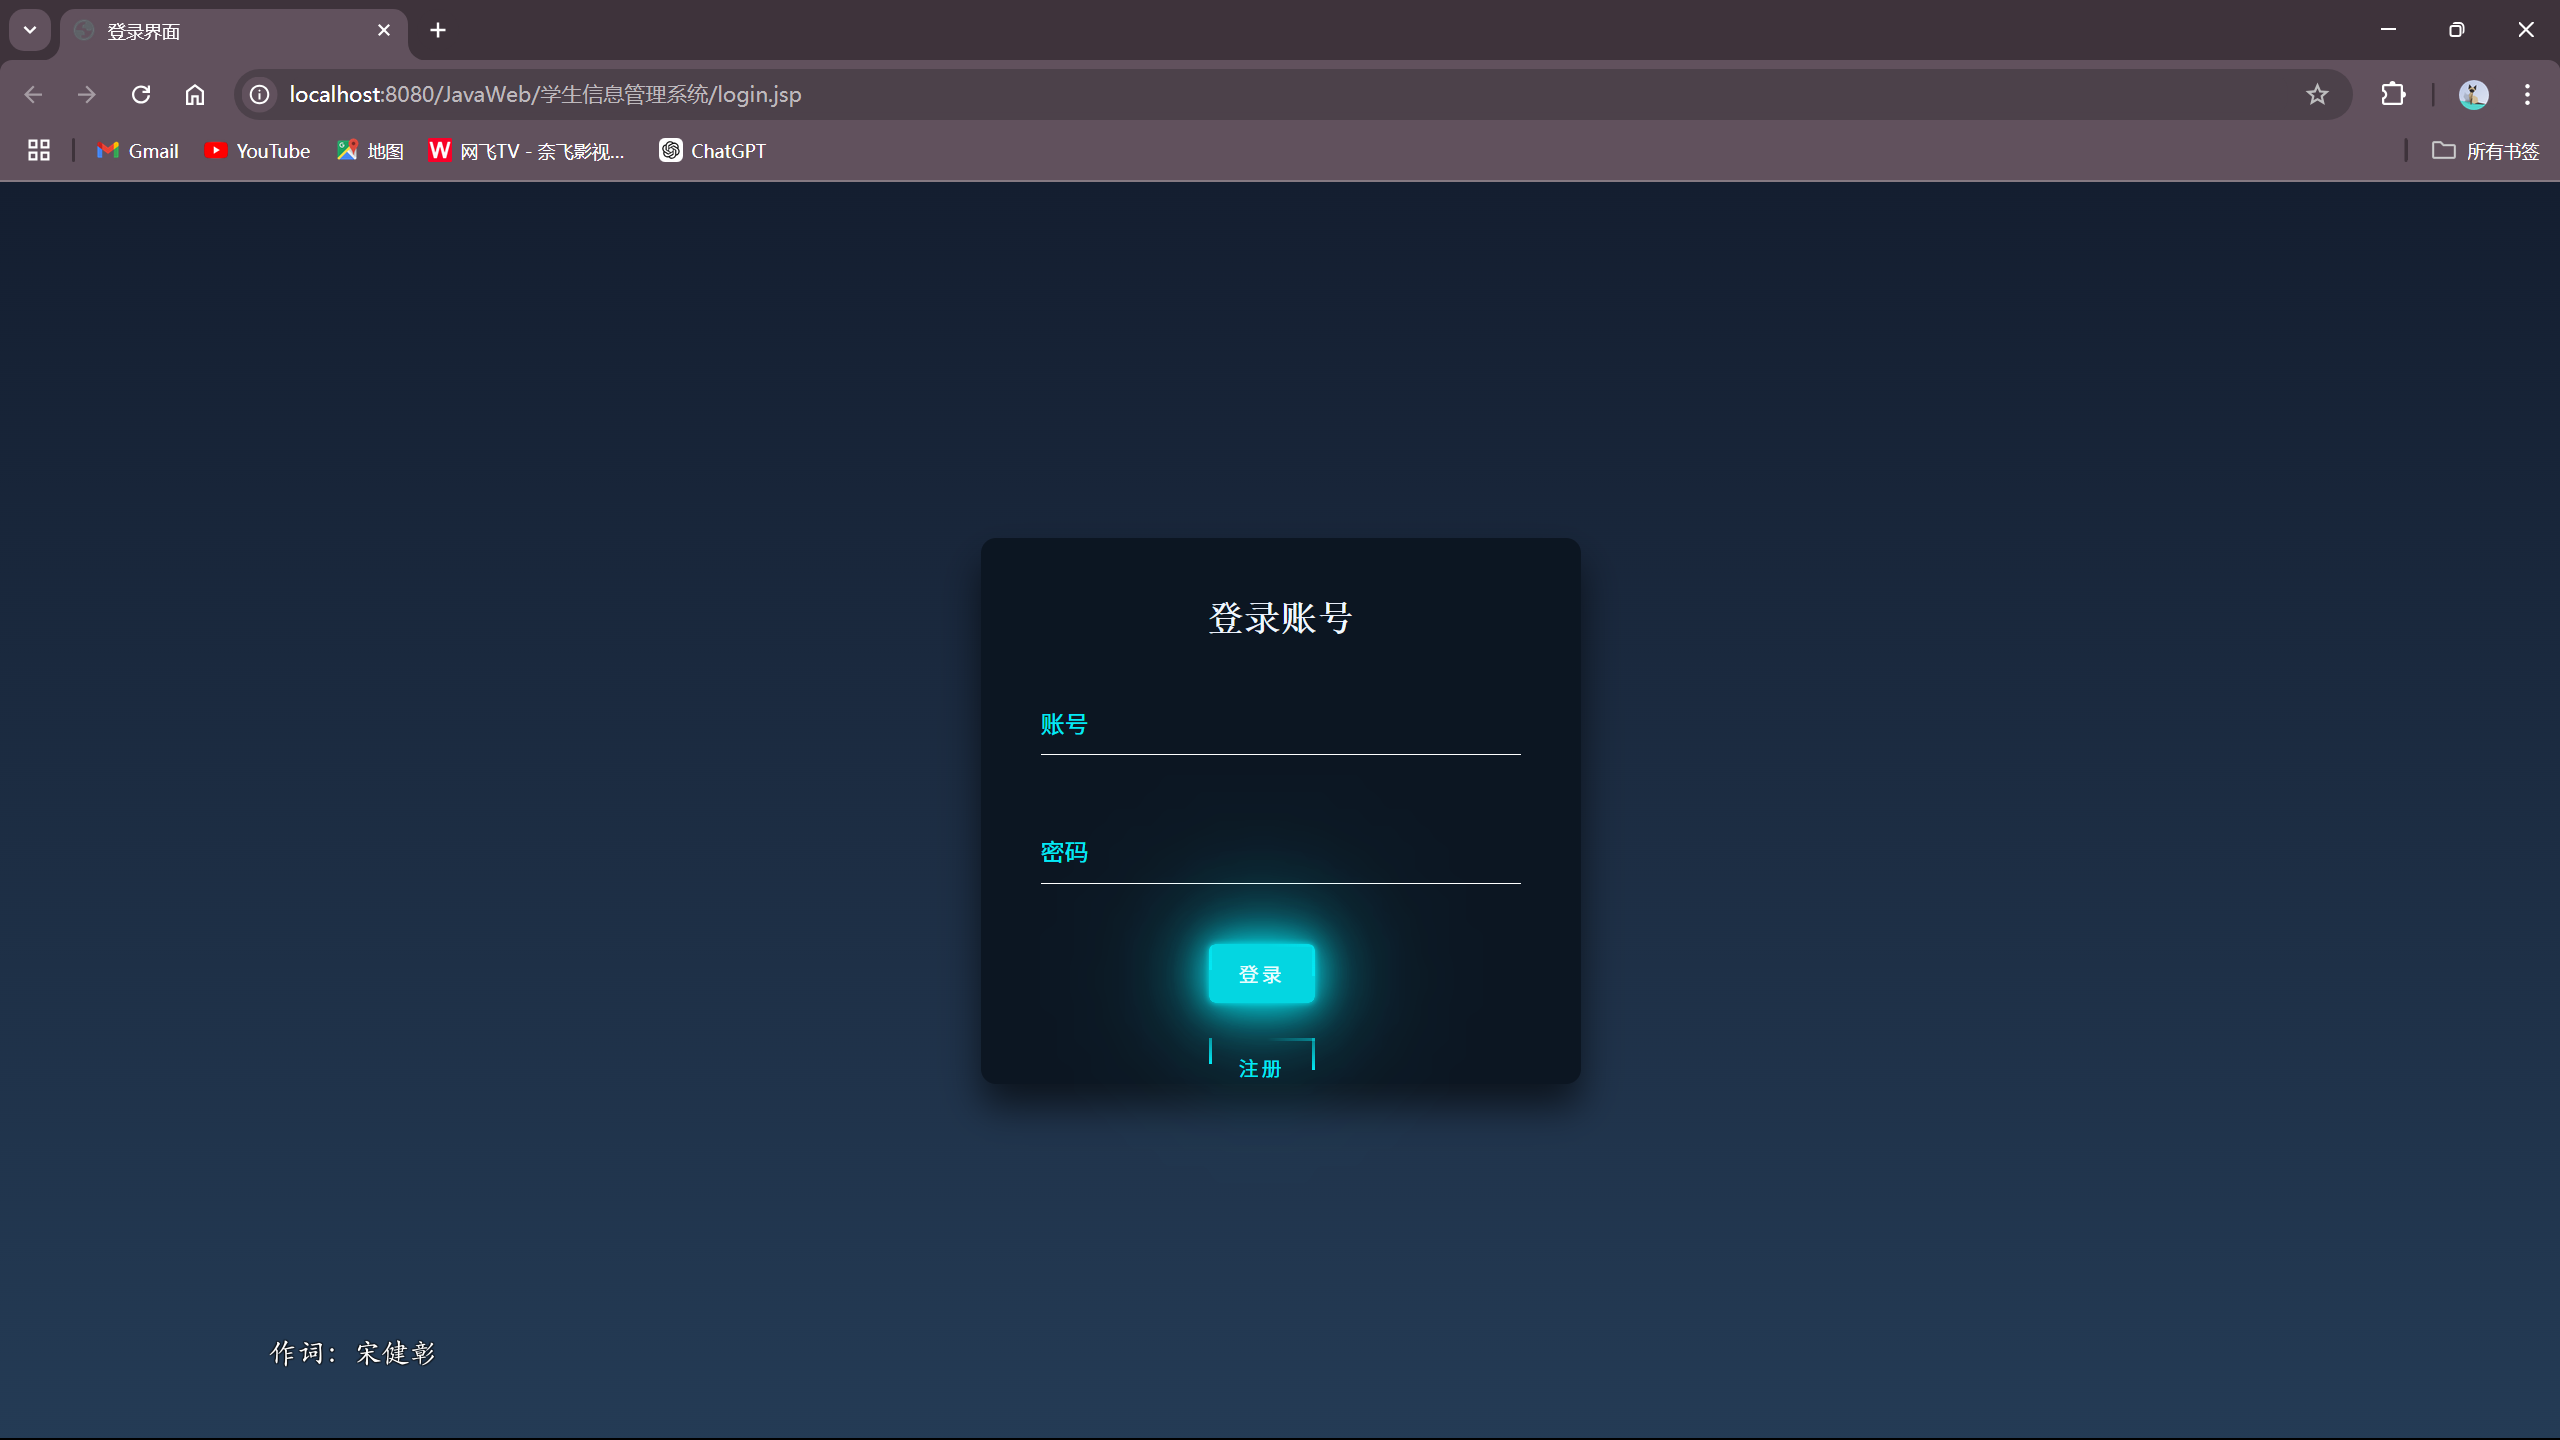 登录界面
localhost:8080/JavaWeb/学生信息管理系统/login.jsp
Gmail YouTube 地图 W 网飞TV - 奈飞影视... ChatGPT 所有书签
登录账号
账号
密码
登录
注册
作词：宋健彰